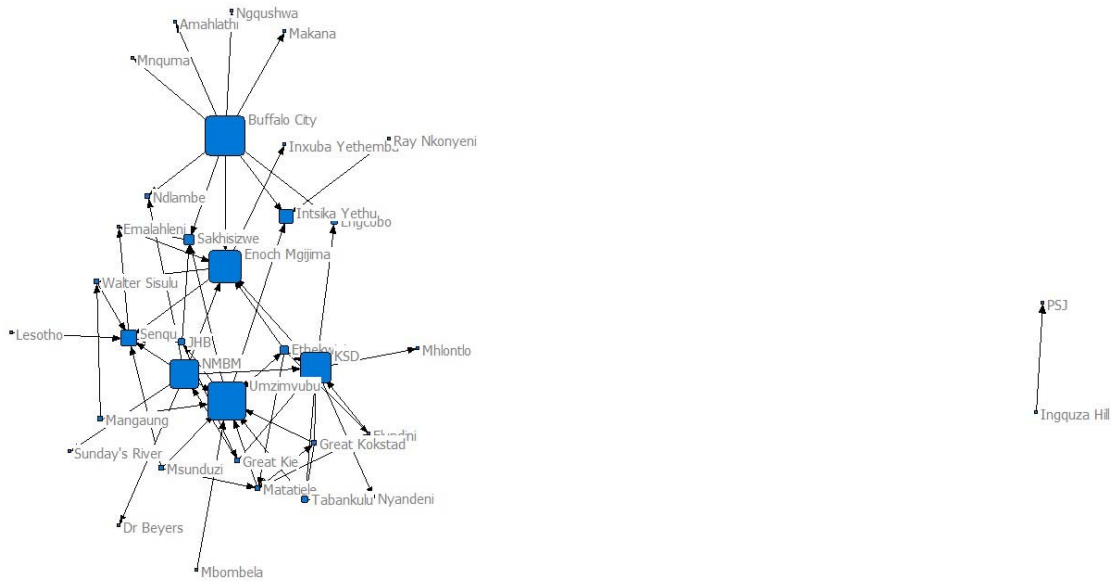 Ngqushwa
Amahlathi
Makana
Mnquma
Buffalo City
Ray Nkonyeni
Inxuba Yethembu
Ndlambe
Intsika Yethu
Engcobo
Emalahleni
Sakhisizwe
Enoch Mgijima
Walter Sisulu
PSJ
Lesotho
Senqu
JHB
Mhlontlo
KSD
NMBM
Umzimvubu
Ingquza Hill
Mangaung
Great Kokstad
Sunday's River
Great Kie
Msunduzi
Matatiele
Tabankulu
Nyandeni
Dr Beyers
Mbombela